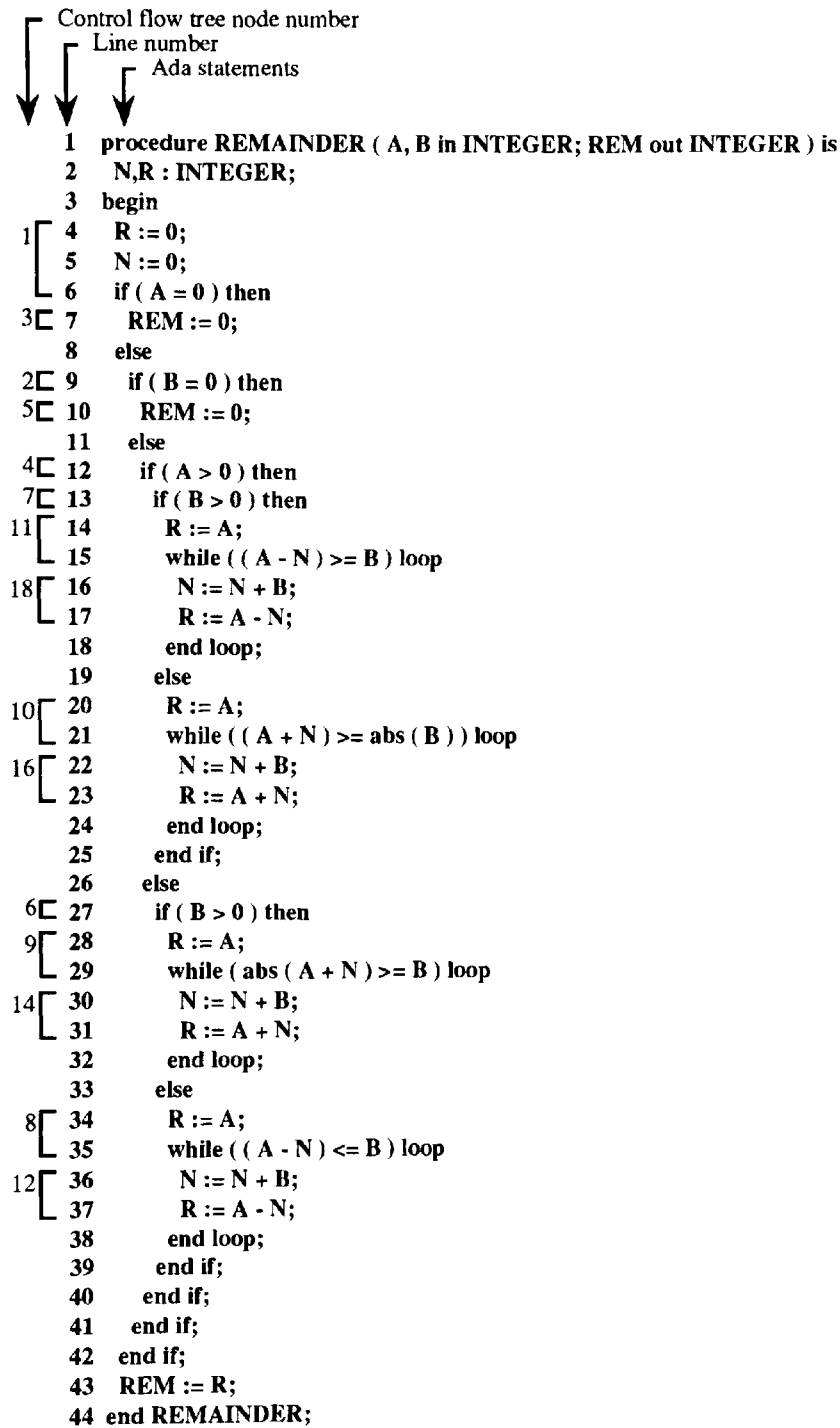 Control flow tree node number
Line number
Ada statements
1 procedure REMAINDER ( A, B in INTEGER; REM out INTEGER ) is
2 N,R : INTEGER;
3 begin
1 4 R := 0;
5 N := 0;
6 if ( A = 0 ) then
3 7 REM := 0;
8 else
2 9 if ( B = 0 ) then
5 10 REM := 0;
11 else
4 12 if ( A > 0 ) then
7 13 if ( B > 0 ) then
11 14 R := A;
15 while ( ( A - N ) >= B ) loop
18 16 N := N + B;
17 R := A - N;
18 end loop;
19 else
10 20 R := A;
21 while ( ( A + N ) >= abs ( B ) ) loop
16 22 N := N + B;
23 R := A + N;
24 end loop;
25 end if;
26 else
6 27 if ( B > 0 ) then
9 28 R := A;
29 while ( abs ( A + N ) >= B ) loop
14 30 N := N + B;
31 R := A + N;
32 end loop;
33 else
8 34 R := A;
35 while ( ( A - N ) <= B ) loop
12 36 N := N + B;
37 R := A - N;
38 end loop;
39 end if;
40 end if;
41 end if;
42 end if;
43 REM := R;
44 end REMAINDER;